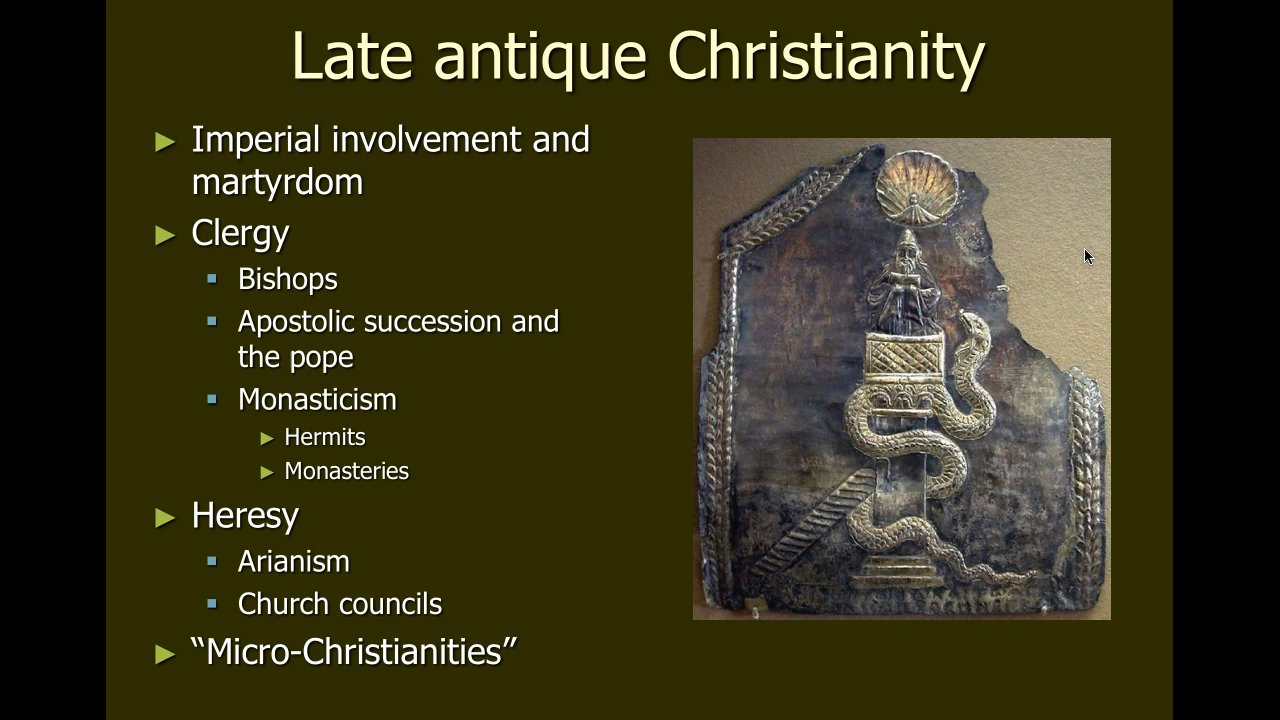 Late antique Christianity
Imperial involvement and
martyrdom
Clergy
Bishops
Apostolic succession and
the pope
Monasticism
Hermits
Monasteries
Heresy
Arianism
Church councils
“Micro-Christianities”